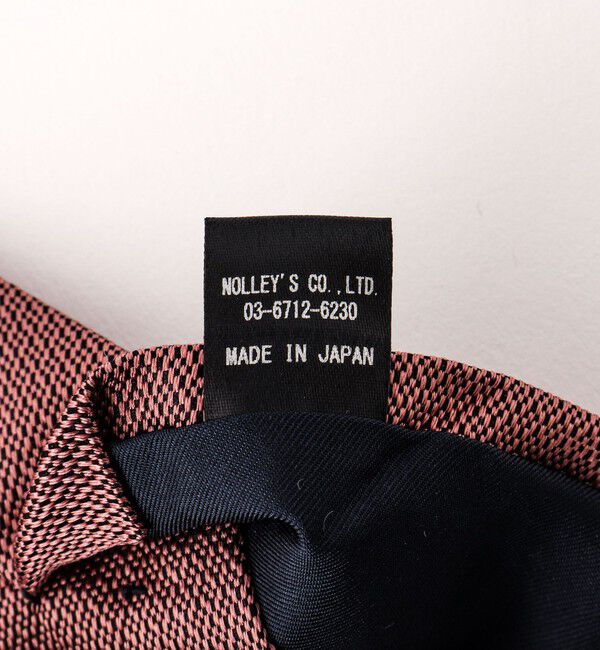 NOLLEY'S CO.,LTD.
03-6712-6230
MADE IN JAPAN